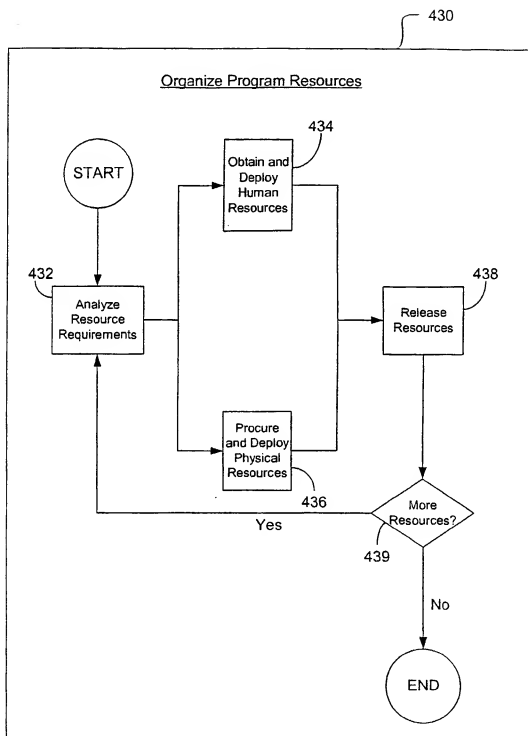 430
Organize Program Resources
START
434
Obtain and
Deploy
Human
Resources
432
Analyze
Resource
Requirements
438
Release
Resources
Procure
and Deploy
Physical
Resources
436
More
Resources?
439
Yes
No
END